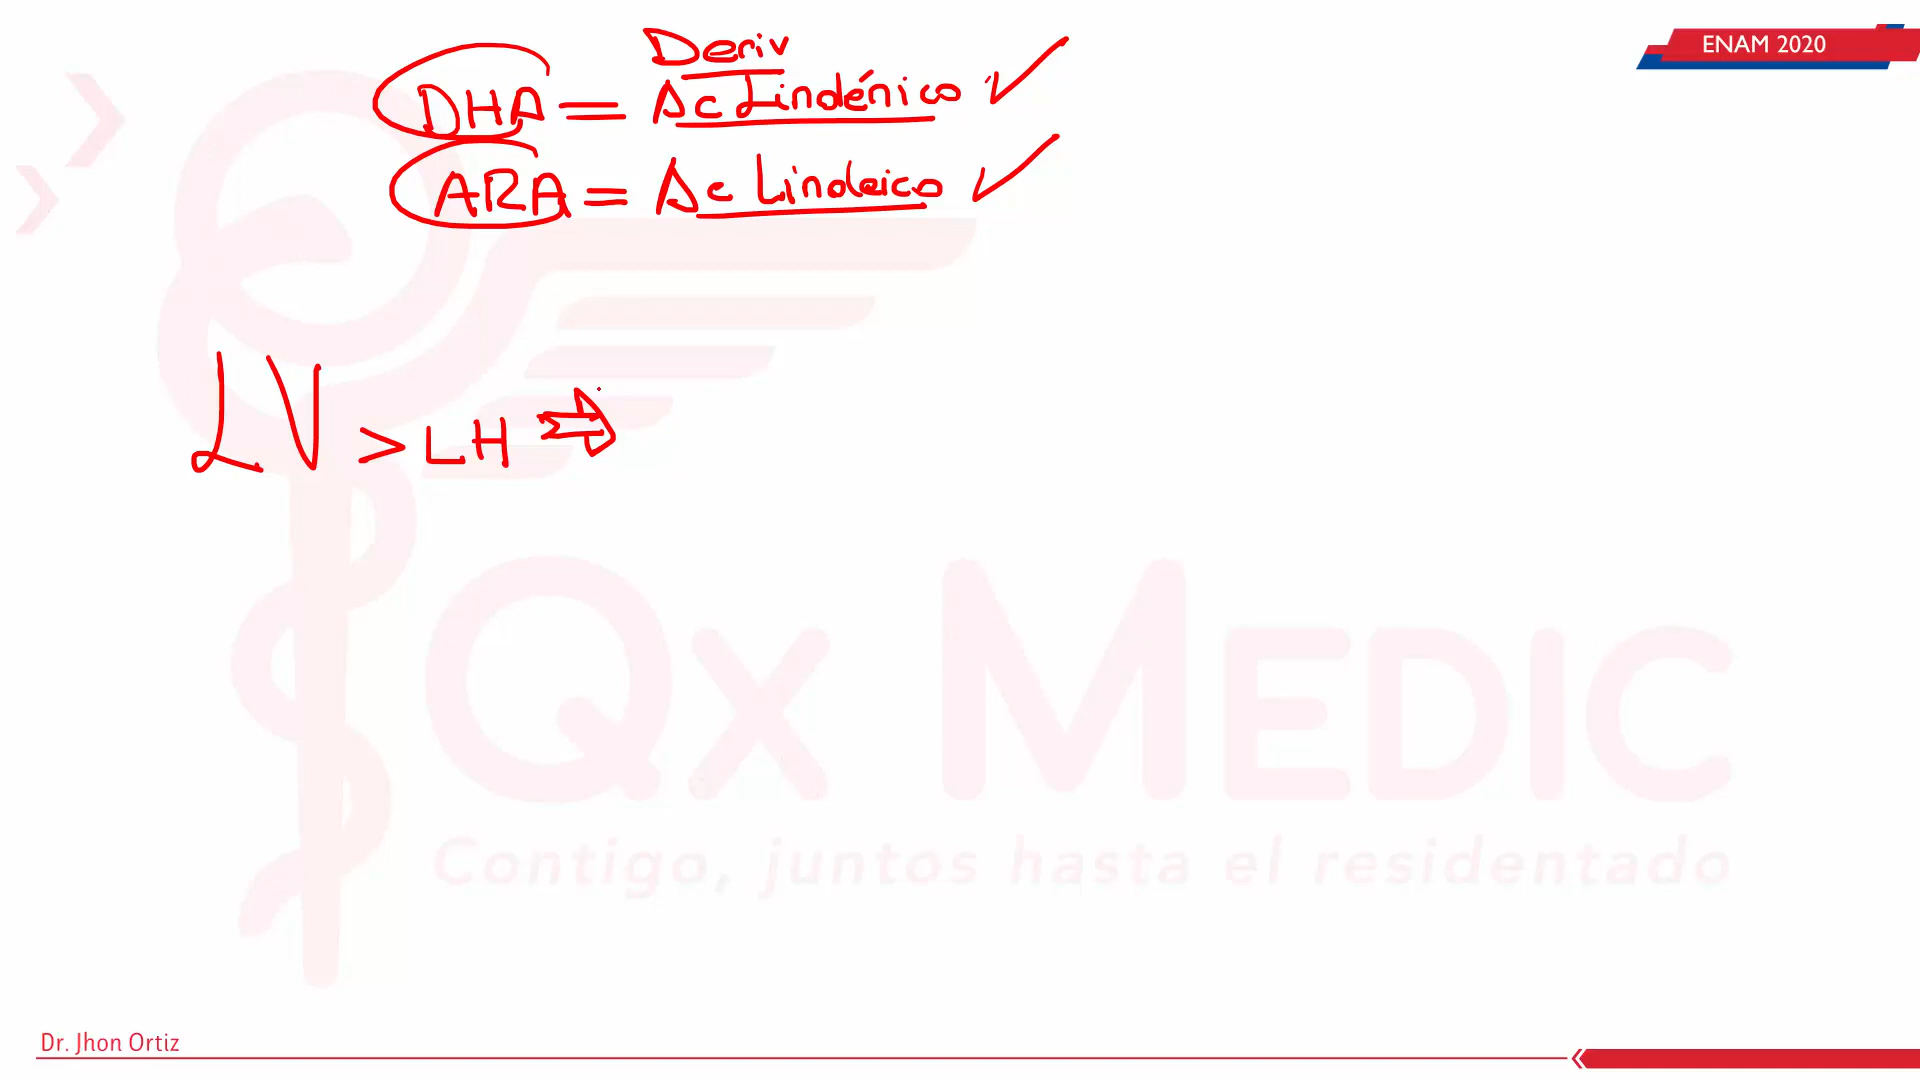 ENAM 2020
Deriv
DHA = Ac Linolénico
ARA = Ac Linoleico
LV > LH ⇒
Qx MEDIC
Contigo, juntos hasta el residentado
Dr. Jhon Ortiz